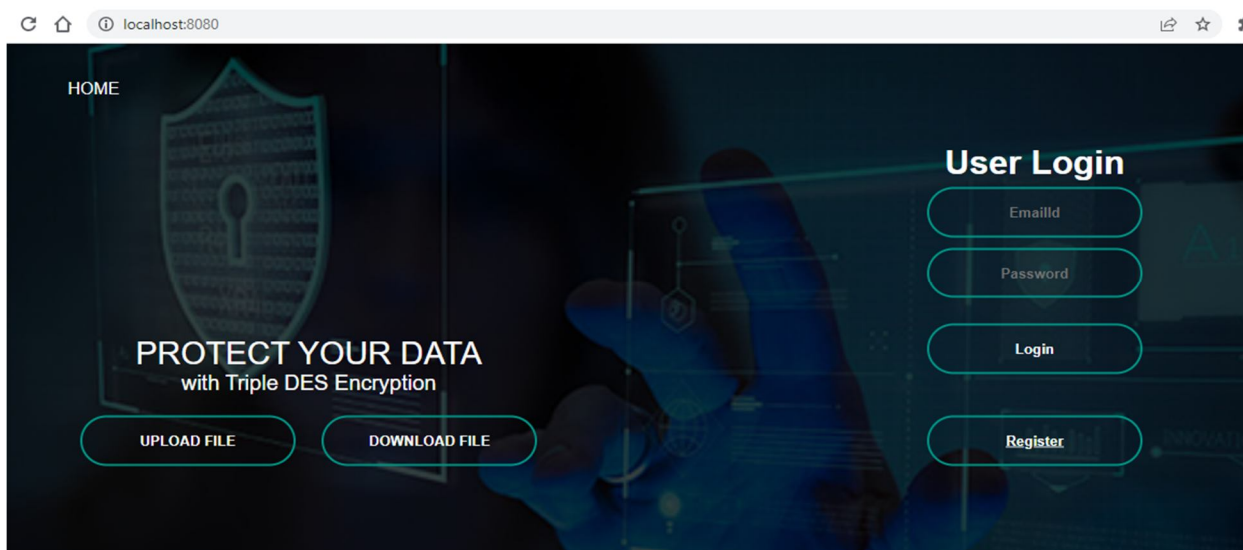 localhost:8080
HOME
User Login
EmailId
Password
Login
Register
PROTECT YOUR DATA
with Triple DES Encryption
UPLOAD FILE
DOWNLOAD FILE